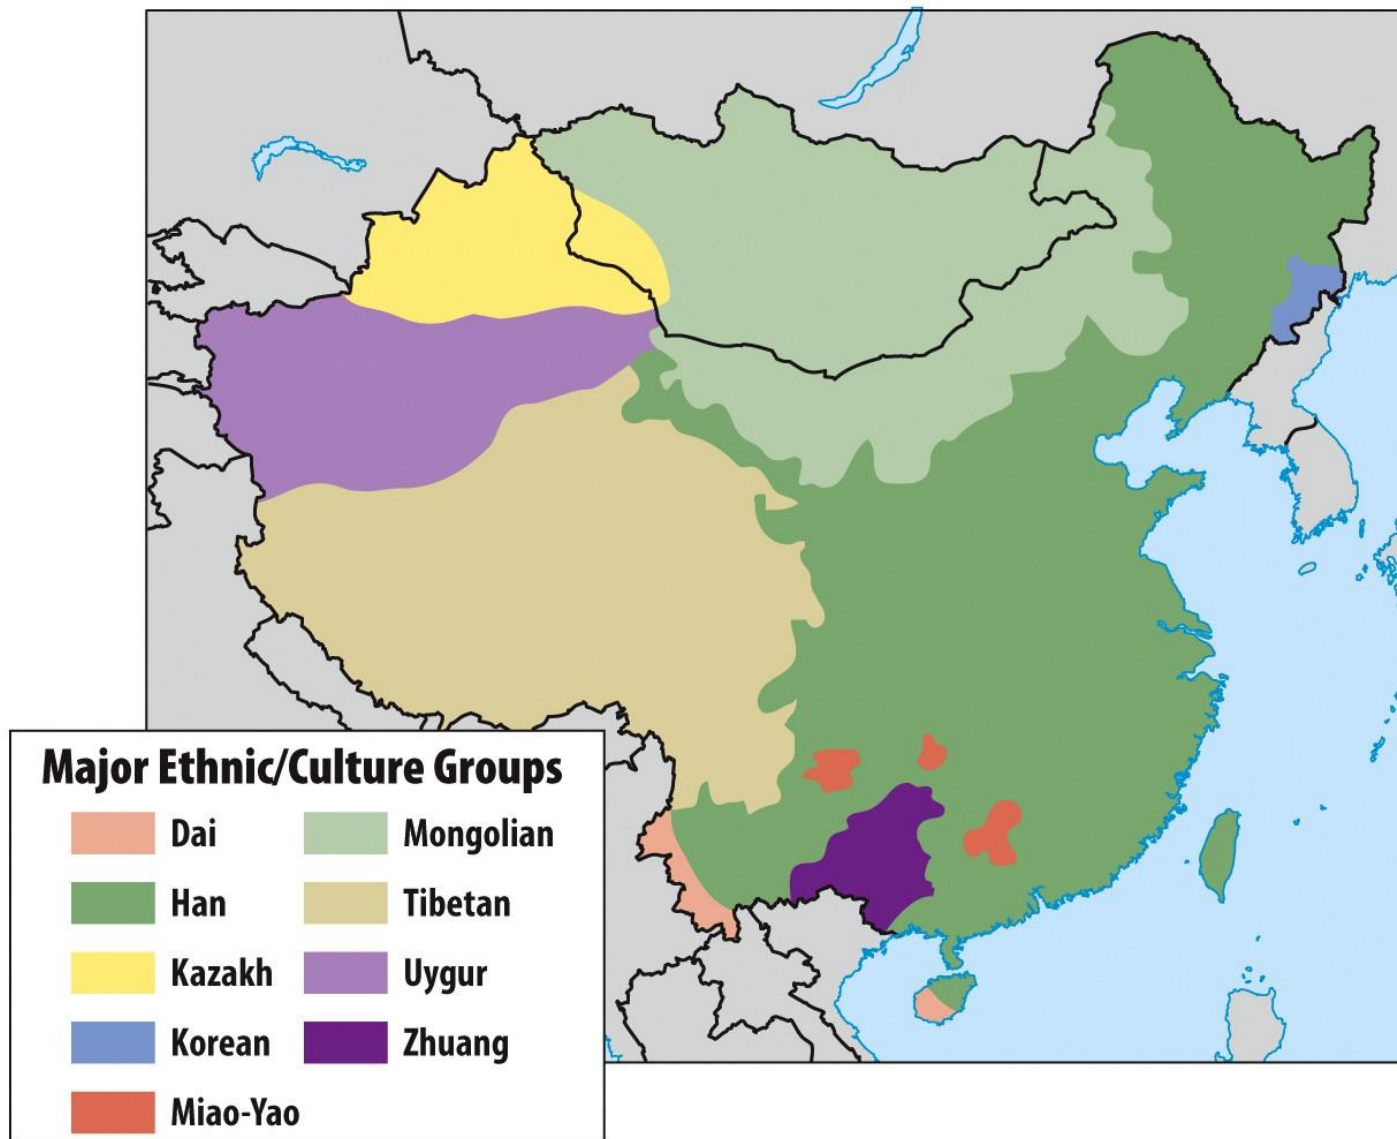 Major Ethnic/Culture Groups
Dai
Han
Kazakh
Korean
Miao-Yao
Mongolian
Tibetan
Uygur
Zhuang